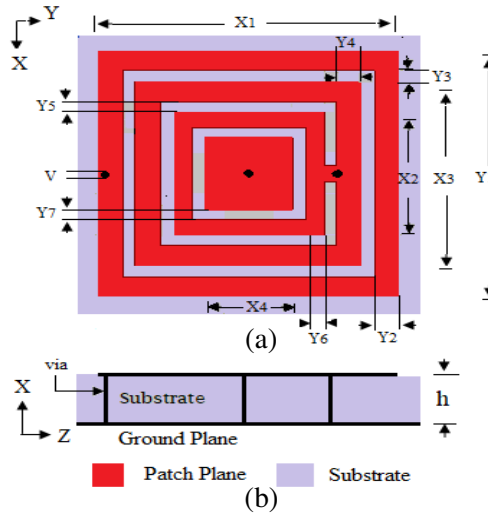 Y
X
X1
Y4
Y3
Y5
V
X2
X3
Y
Y7
X4
Y6
Y2
(a)
via
X
Substrate
h
Z
Ground Plane
Patch Plane
Substrate
(b)